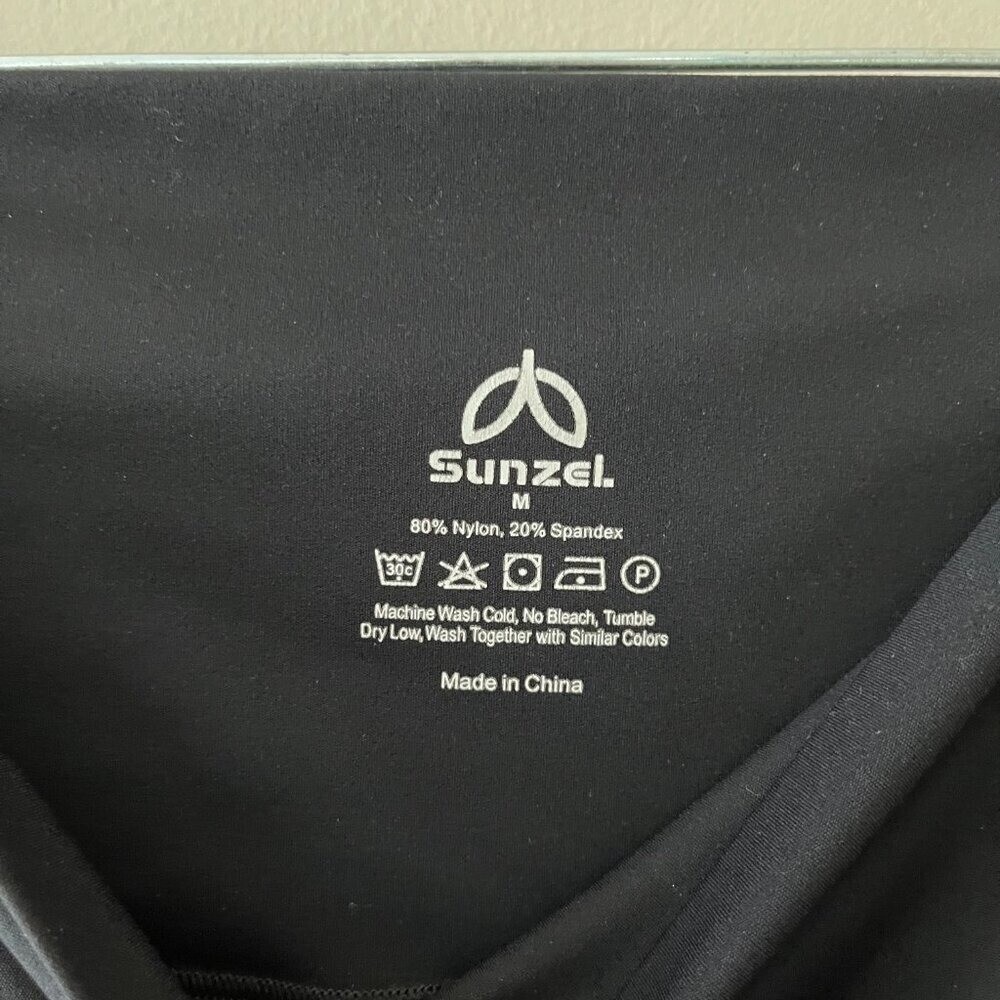 Sunzel
M
80% Nylon, 20% Spandex
30c P
Machine Wash Cold, No Bleach, Tumble
Dry Low, Wash Together with Similar Colors
Made in China